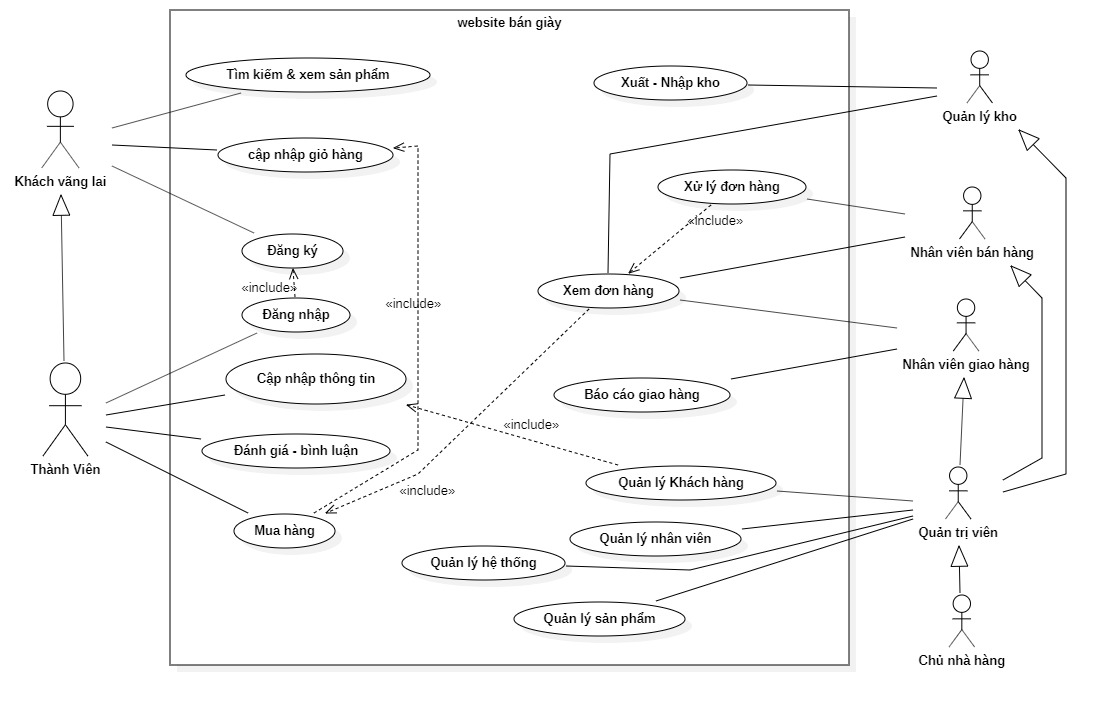 website bán giày
Tìm kiếm & xem sản phẩm
Xuất - Nhập kho
Quản lý kho
cập nhập giỏ hàng
Khách vãng lai
Xử lý đơn hàng
«include»
Nhân viên bán hàng
Đăng ký
«include»
Xem đơn hàng
«include»
Đăng nhập
Nhân viên giao hàng
Cập nhập thông tin
Báo cáo giao hàng
«include»
Đánh giá - bình luận
Thành Viên
Quản lý Khách hàng
«include»
Mua hàng
Quản lý nhân viên
Quản trị viên
Quản lý hệ thống
Quản lý sản phẩm
Chủ nhà hàng